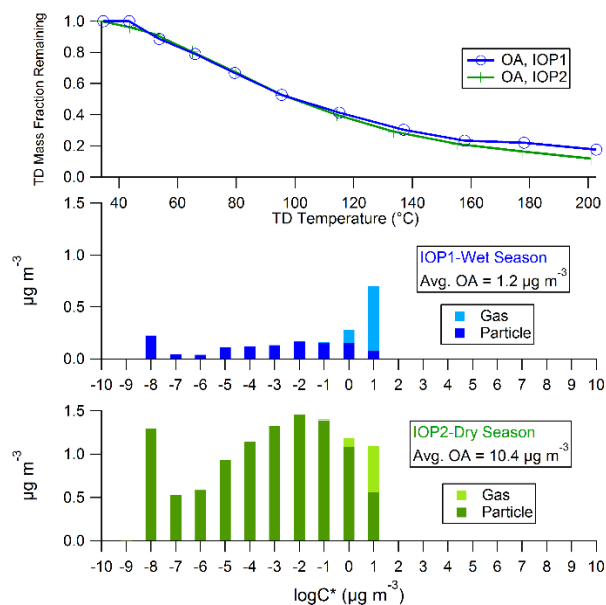 1.0
0.8
0.6
0.4
0.2
0.0
TD Mass Fraction Remaining
OA, IOP1
OA, IOP2
40 60 80 100 120 140 160 180 200
TD Temperature (°C)
1.5
1.0
0.5
0.0
µg m⁻³
IOP1-Wet Season
Avg. OA = 1.2 µg m⁻³
Gas
Particle
-10 -9 -8 -7 -6 -5 -4 -3 -2 -1 0 1 2 3 4 5 6 7 8 9 10
1.5
1.0
0.5
0.0
µg m⁻³
IOP2-Dry Season
Avg. OA = 10.4 µg m⁻³
Gas
Particle
-10 -9 -8 -7 -6 -5 -4 -3 -2 -1 0 1 2 3 4 5 6 7 8 9 10
logC* (µg m⁻³)